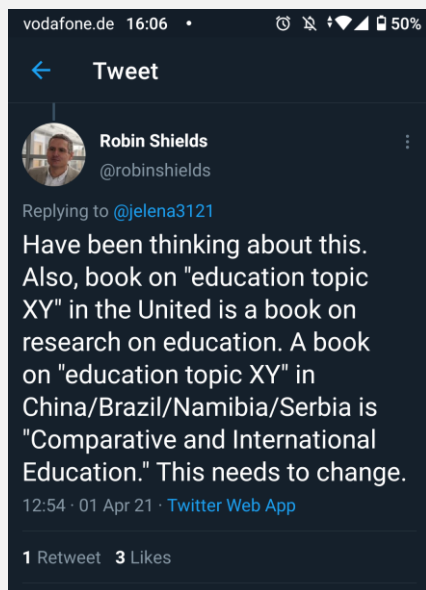 vodafone.de 16:06 • 50%
Tweet
Robin Shields
@robinshields
Replying to @jelena3121
Have been thinking about this.
Also, book on "education topic
XY" in the United is a book on
research on education. A book
on "education topic XY" in
China/Brazil/Namibia/Serbia is
"Comparative and International
Education." This needs to change.
12:54 · 01 Apr 21 · Twitter Web App
1 Retweet 3 Likes